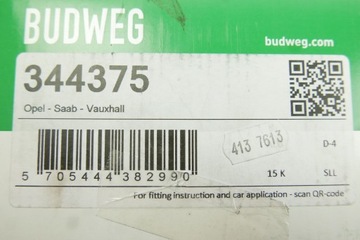 BUDWEG
budweg.com
344375
Opel - Saab - Vauxhall
413 7613
D-4
5 705444 382990
15 K
SLL
For fitting instruction and car application - scan QR-code